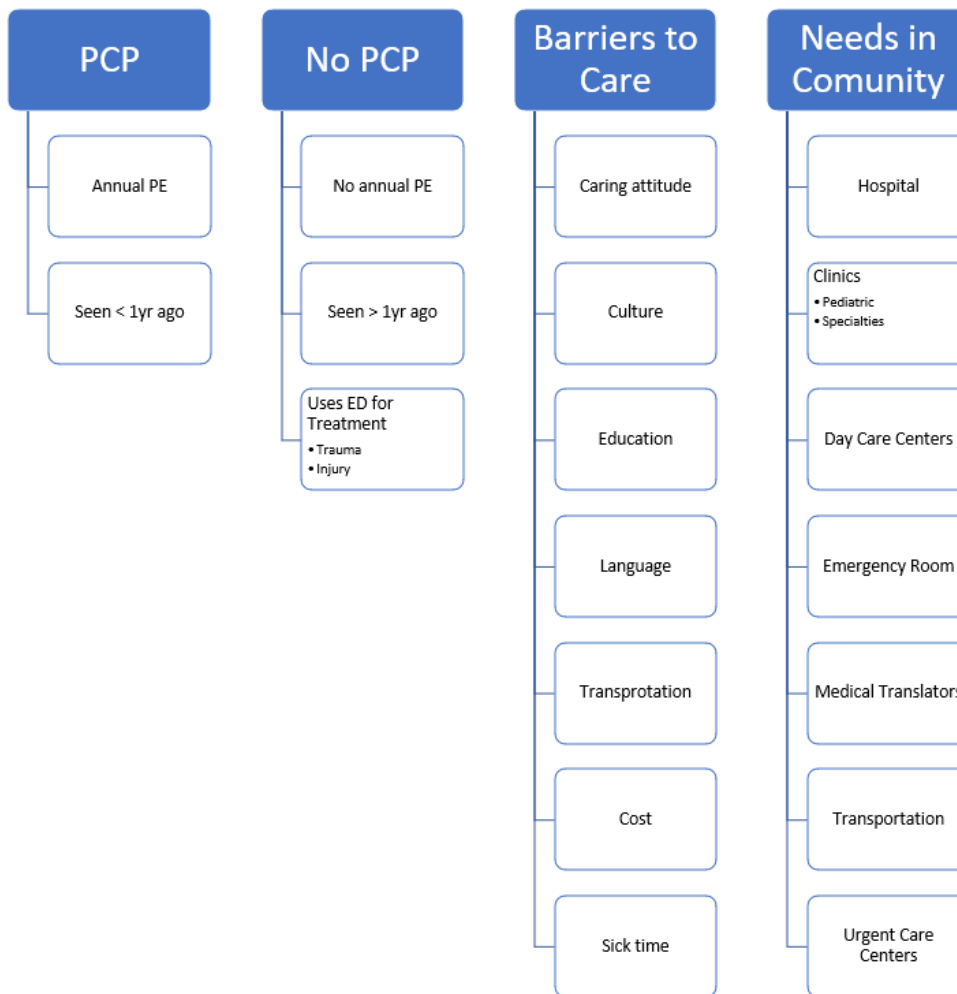 PCP
Annual PE
Seen < 1yr ago
No PCP
No annual PE
Seen > 1yr ago
Uses ED for
Treatment
• Trauma
• Injury
Barriers to
Care
Caring attitude
Culture
Education
Language
Transprotation
Cost
Sick time
Needs in
Comunity
Hospital
Clinics
• Pediatric
• Specialties
Day Care Centers
Emergency Room
Medical Translators
Transportation
Urgent Care
Centers